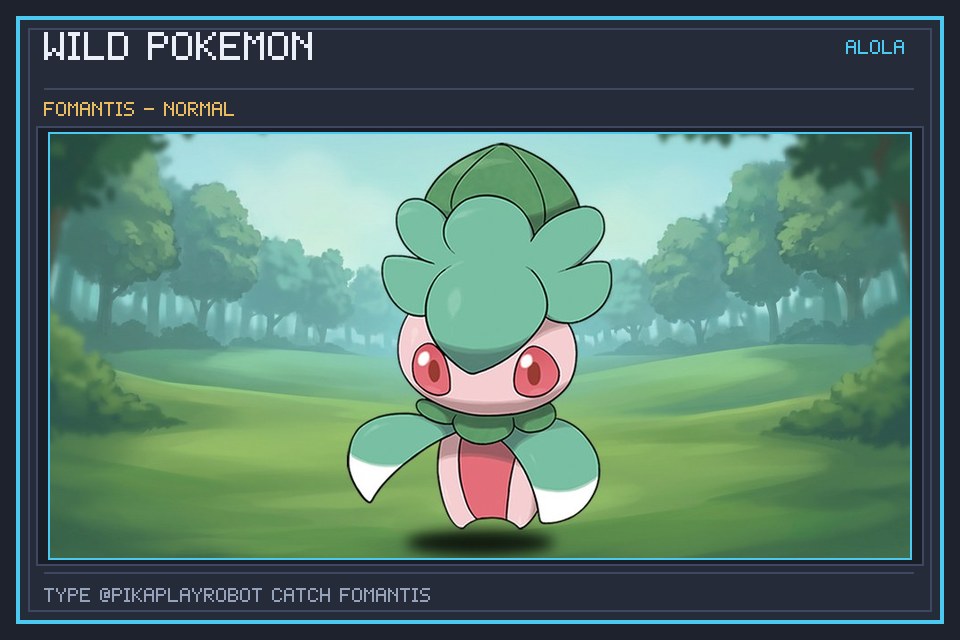 WILD POKEMON
ALOLA
FOMANTIS - NORMAL
TYPE @PIKAPLAYROBOT CATCH FOMANTIS